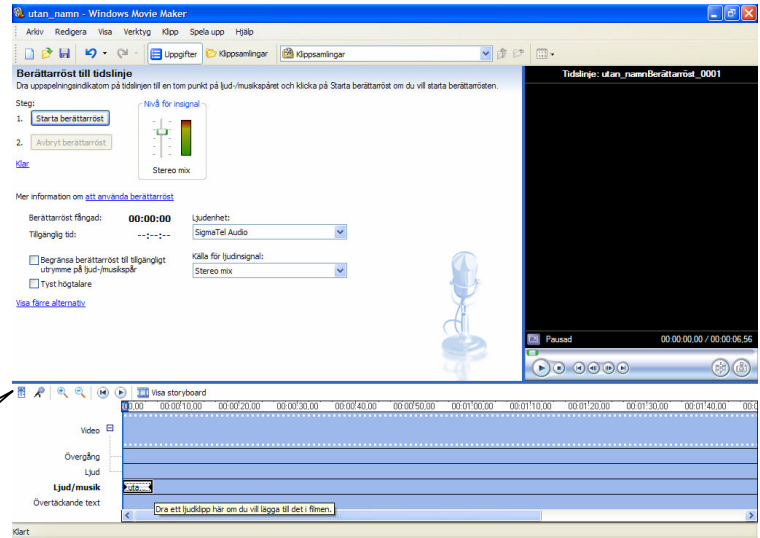 utan_namn - Windows Movie Maker
Arkiv Redigera Visa Verktyg Klipp Spela upp Hjälp
Uppgifter Klippsamlingar Klippsamlingar
Berättarröst till tidslinje
Dra uppspelningsindikatorn på tidslinjen till en tom punkt på ljud-/musikspåret och klicka på Starta berättarröst om du vill starta berättarrösten.
Steg:
1. Starta berättarröst
2. Avbryt berättarröst
Klar
Nivå för insignal
Stereo mix
Mer information om att använda berättarröst
Berättarröst fångad: 00:00:00
Tillgänglig tid: --:--:--
Begränsa berättarröst till tillgängligt
utrymme på ljud-/musikspår
Tyst högtalare
Visa färre alternativ
Ljudenhet:
SigmaTel Audio
Källa för ljudinsignal:
Stereo mix
Tidslinje: utan_namnBerättarröst_0001
Pausad 00:00:00,00 / 00:00:06,56
Visa storyboard
00:00:10,00 00:00:20,00 00:00:30,00 00:00:40,00 00:00:50,00 00:01:00,00 00:01:10,00 00:01:20,00 00:01:30,00 00:01:40,00
Video
Övergång
Ljud
Ljud/musik uta...
Övertäckande text
Dra ett ljudklipp här om du vill lägga till det i filmen.
Klart